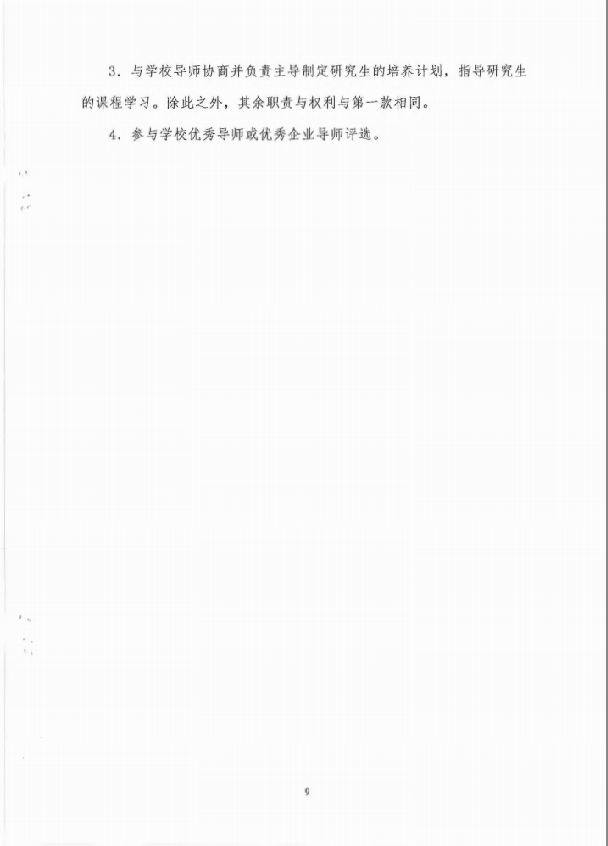 3. 与学校导师协商并负责主导制定研究生的培养计划，指导研究生
的课程学习。除此之外，其余职责与权利与第一款相同。
4. 参与学校优秀导师或优秀企业导师评选。
9